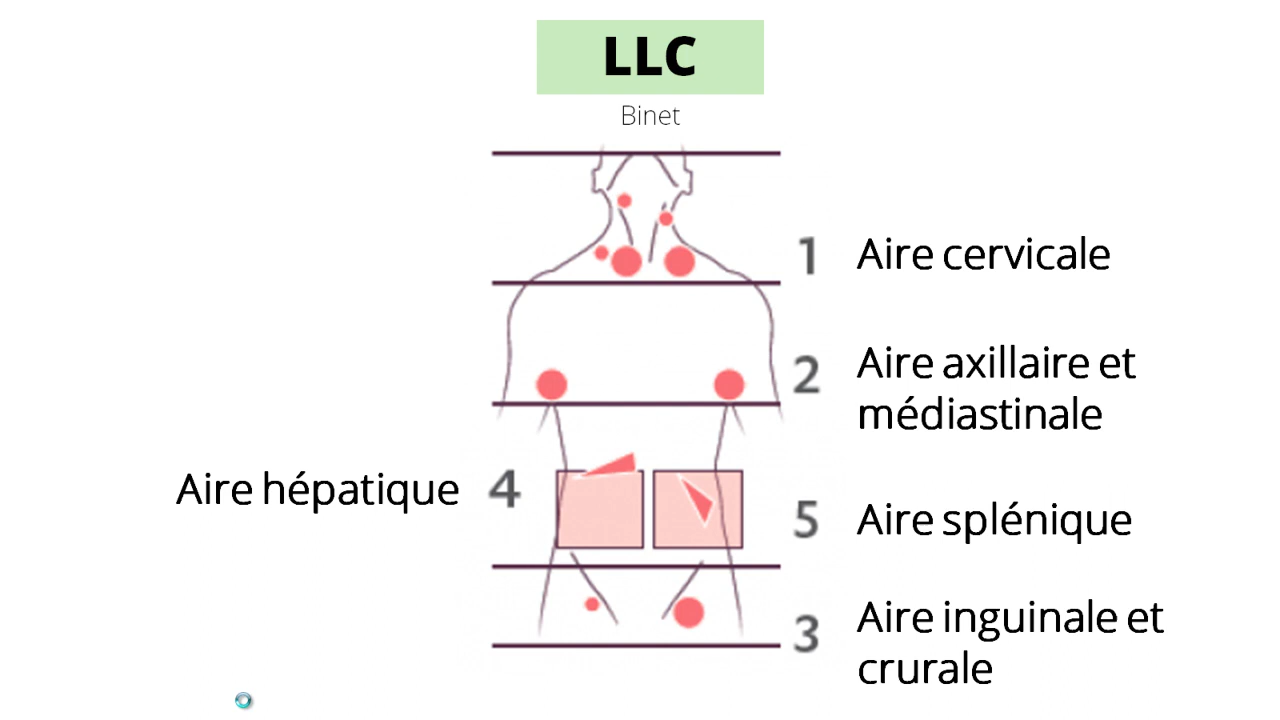 LLC
Binet
1 Aire cervicale
2 Aire axillaire et
médiastinale
Aire hépatique 4
5 Aire splénique
3 Aire inguinale et
crurale